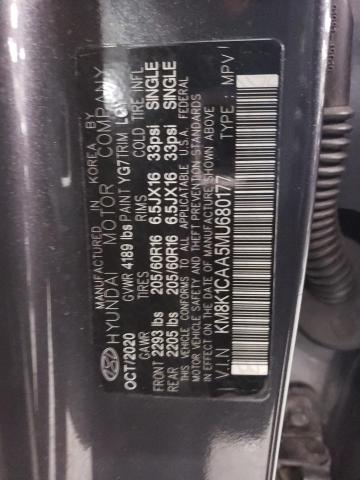 MANUFACTURED IN KOREA BY
HYUNDAI MOTOR COMPANY
OCT/2020 GVWR 4189 lbs PAINT YG7 TRIM
GAWR RIMS COLD TIRE INFL
FRONT 2293 lbs 205/60R16 6.5JX16 33psi SINGLE
REAR 2205 lbs 205/60R16 6.5JX16 33psi SINGLE
THIS VEHICLE CONFORMS TO ALL APPLICABLE U.S.A. FEDERAL
MOTOR VEHICLE SAFETY, BUMPER, AND THEFT PREVENTION
STANDARDS IN EFFECT ON THE DATE OF MANUFACTURE SHOWN ABOVE
V.I.N: KM8K1CAA5MU680177 TYPE: MPV